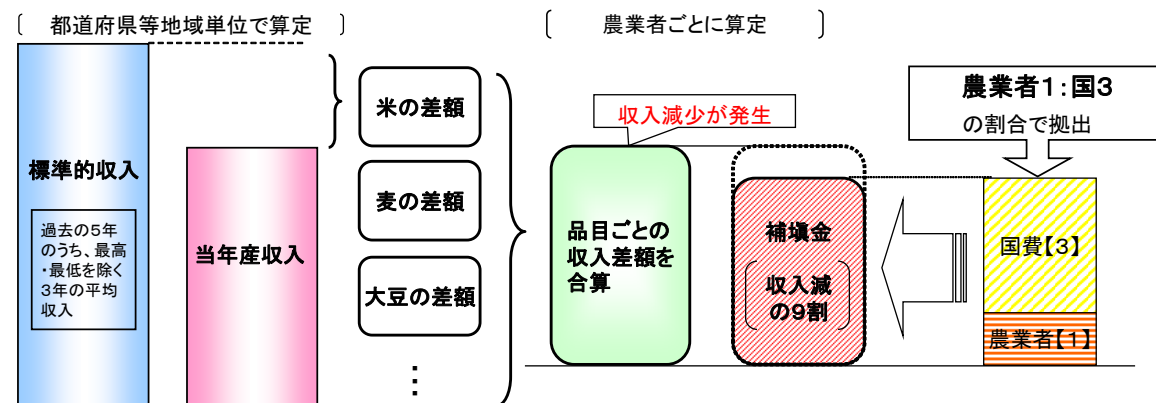 〔 都道府県等地域単位で算定 〕
標準的収入
過去の5年
のうち、最高
・最低を除く
3年の平均
収入
当年産収入
米の差額
麦の差額
大豆の差額
⋮
〔 農業者ごとに算定 〕
収入減少が発生
品目ごとの
収入差額を
合算
補塡金
収入減
の9割
農業者1:国3
の割合で拠出
国費【3】
農業者【1】